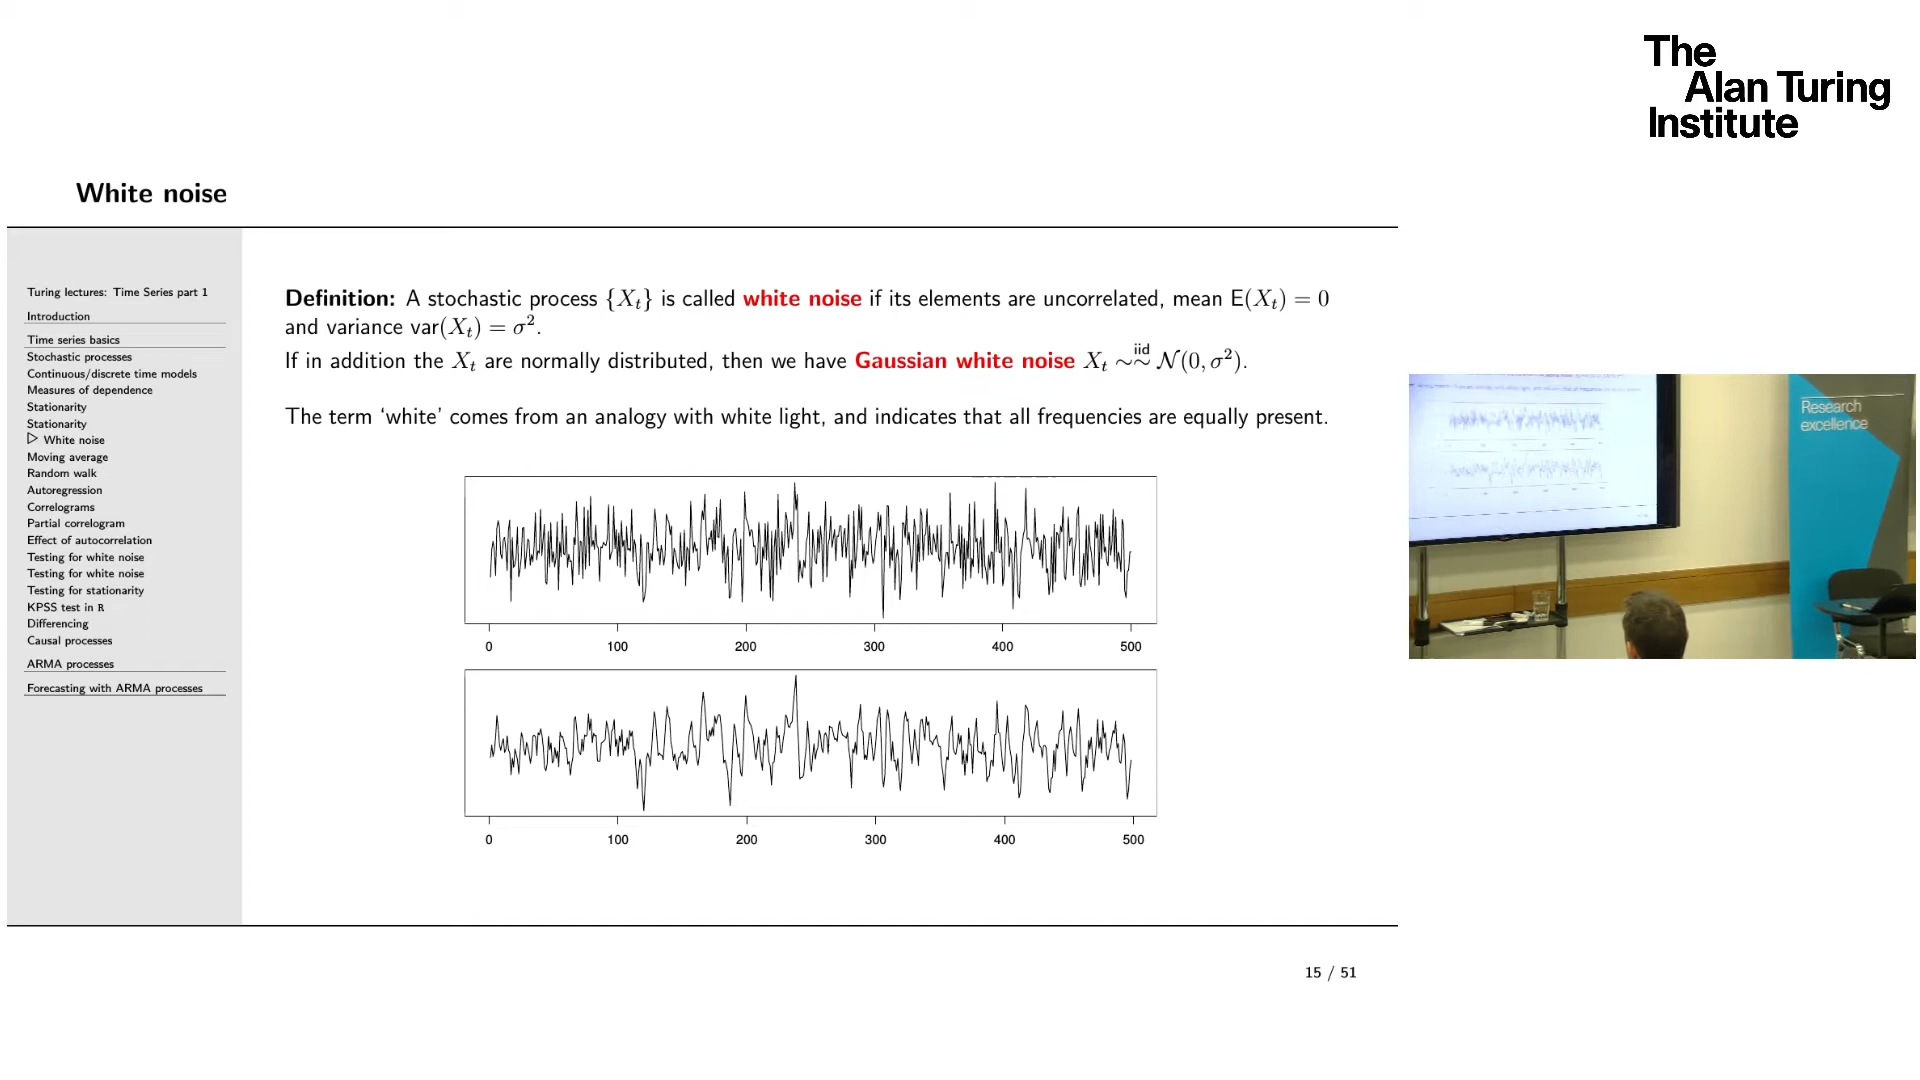 The
Alan Turing
Institute
White noise
Turing lectures: Time Series part 1
Introduction
Time series basics
Stochastic processes
Continuous/discrete time models
Measures of dependence
Stationarity
Stationarity
▷ White noise
Moving average
Random walk
Autoregression
Correlograms
Partial correlogram
Effect of autocorrelation
Testing for white noise
Testing for white noise
Testing for stationarity
KPSS test in R
Differencing
Causal processes
ARMA processes
Forecasting with ARMA processes
Definition: A stochastic process {Xₜ} is called white noise if its elements are uncorrelated, mean E(Xₜ) = 0
and variance var(Xₜ) = σ².
If in addition the Xₜ are normally distributed, then we have Gaussian white noise Xₜ ∼∼ iid 𝒩(0, σ²).
The term ‘white’ comes from an analogy with white light, and indicates that all frequencies are equally present.
0 100 200 300 400 500
0 100 200 300 400 500
15 / 51
Research
excellence